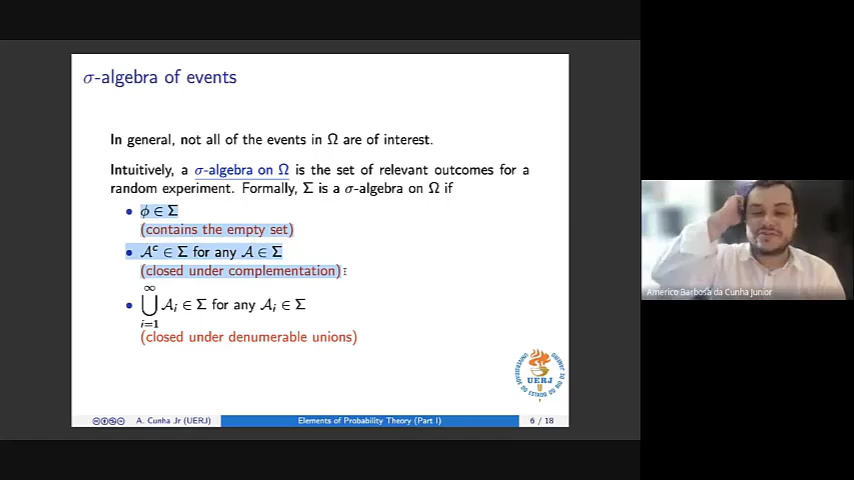 σ-algebra of events
In general, not all of the events in Ω are of interest.
Intuitively, a σ-algebra on Ω is the set of relevant outcomes for a
random experiment. Formally, Σ is a σ-algebra on Ω if
• ϕ ∈ Σ
(contains the empty set)
• 𝒜ᶜ ∈ Σ for any 𝒜 ∈ Σ
(closed under complementation)
• ⋃_{i=1}^{∞} 𝒜ᵢ ∈ Σ for any 𝒜ᵢ ∈ Σ
(closed under denumerable unions)
UERJ
A. Cunha Jr (UERJ)
Elements of Probability Theory (Part I)
6 / 18
Americo Barbosa da Cunha Junior